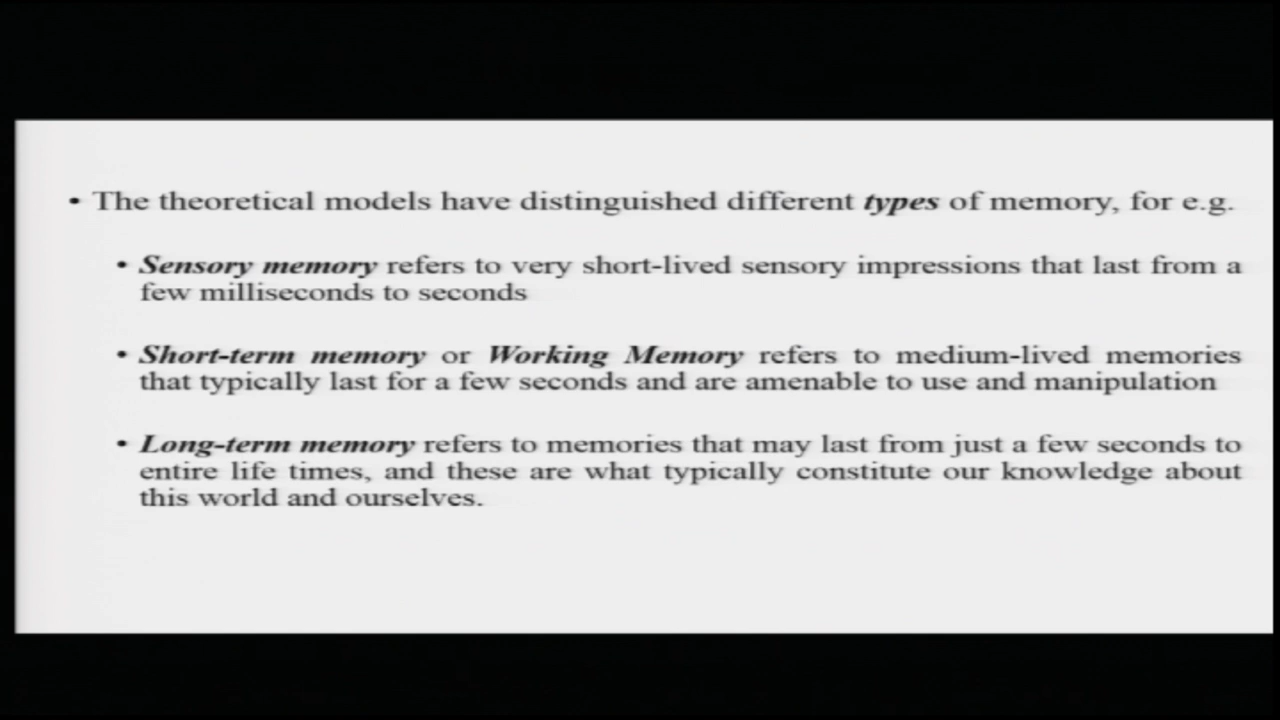 • The theoretical models have distinguished different types of memory, for e.g.
• Sensory memory refers to very short-lived sensory impressions that last from a
few milliseconds to seconds
• Short-term memory or Working Memory refers to medium-lived memories
that typically last for a few seconds and are amenable to use and manipulation
• Long-term memory refers to memories that may last from just a few seconds to
entire life times, and these are what typically constitute our knowledge about
this world and ourselves.